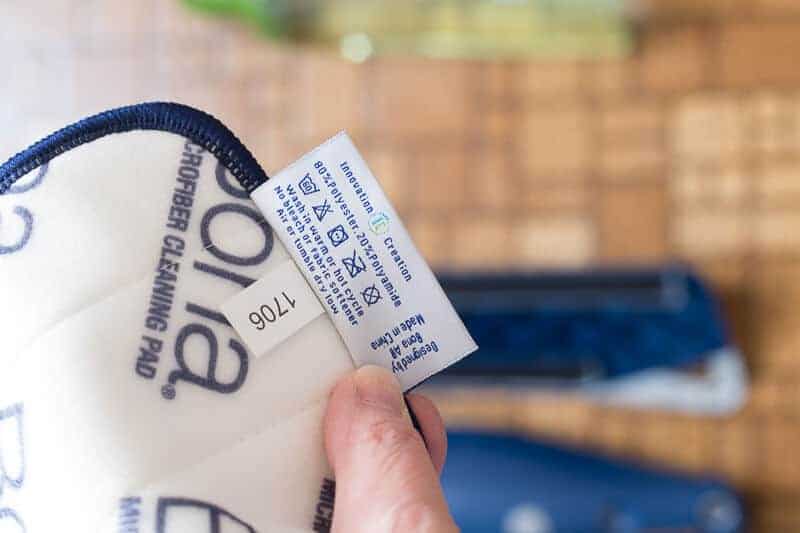 Innovation Creation
80%Polyester.20%Polyamide
60
Wash in warm or hot cycle
No bleach or fabric softener
Air or tumble dry low
Designed by
Bona AB
Made in China
1706
Bona®
MICROFIBER CLEANING PAD